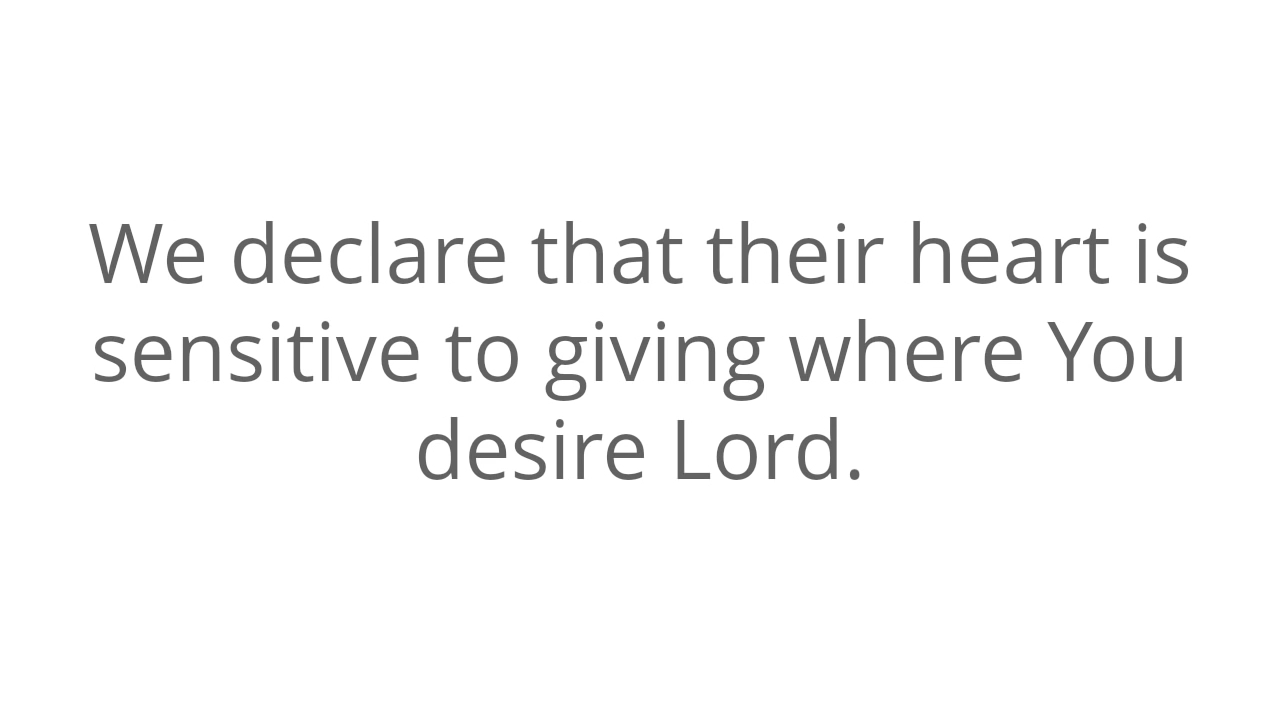 We declare that their heart is
sensitive to giving where You
desire Lord.